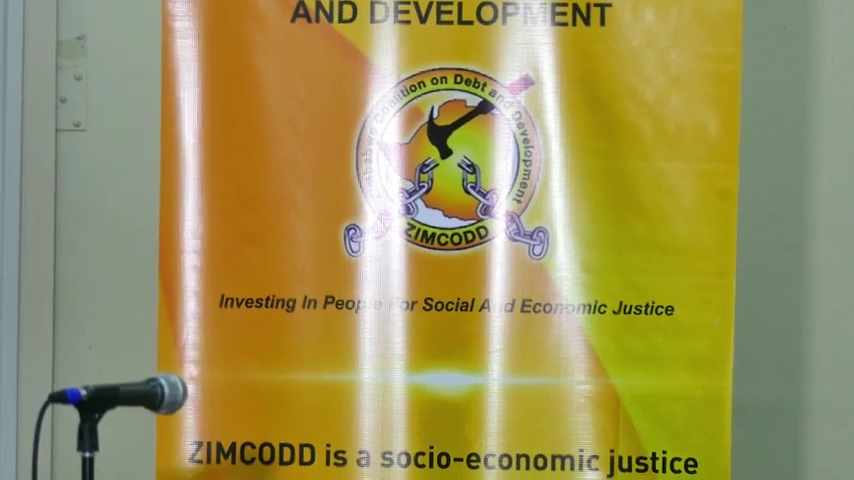 AND DEVELOPMENT
Zimbabwe Coalition on Debt and Development
ZIMCODD
Investing In People For Social And Economic Justice
ZIMCODD is a socio-economic justice